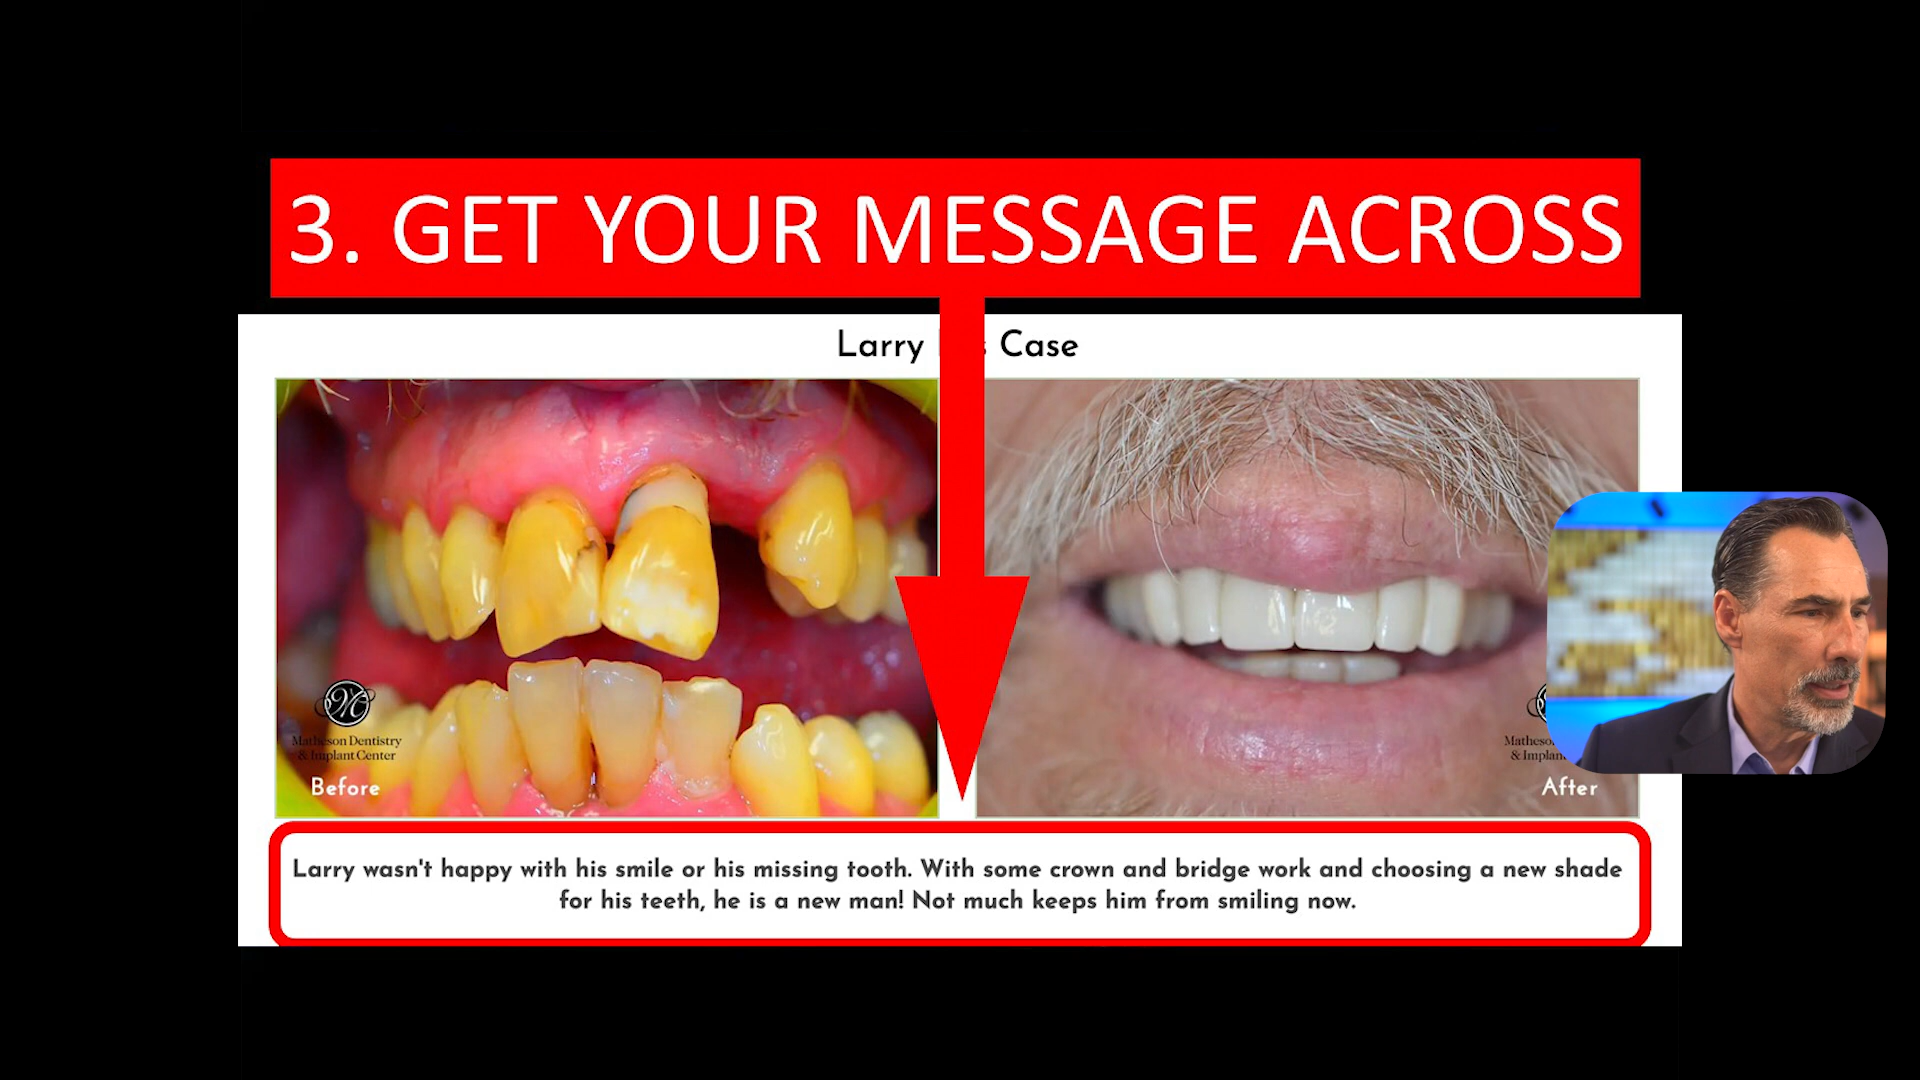 3. GET YOUR MESSAGE ACROSS
Larry Case
Matheson Dentistry
& Implant Center
Before
After
Larry wasn't happy with his smile or his missing tooth. With some crown and bridge work and choosing a new shade
for his teeth, he is a new man! Not much keeps him from smiling now.